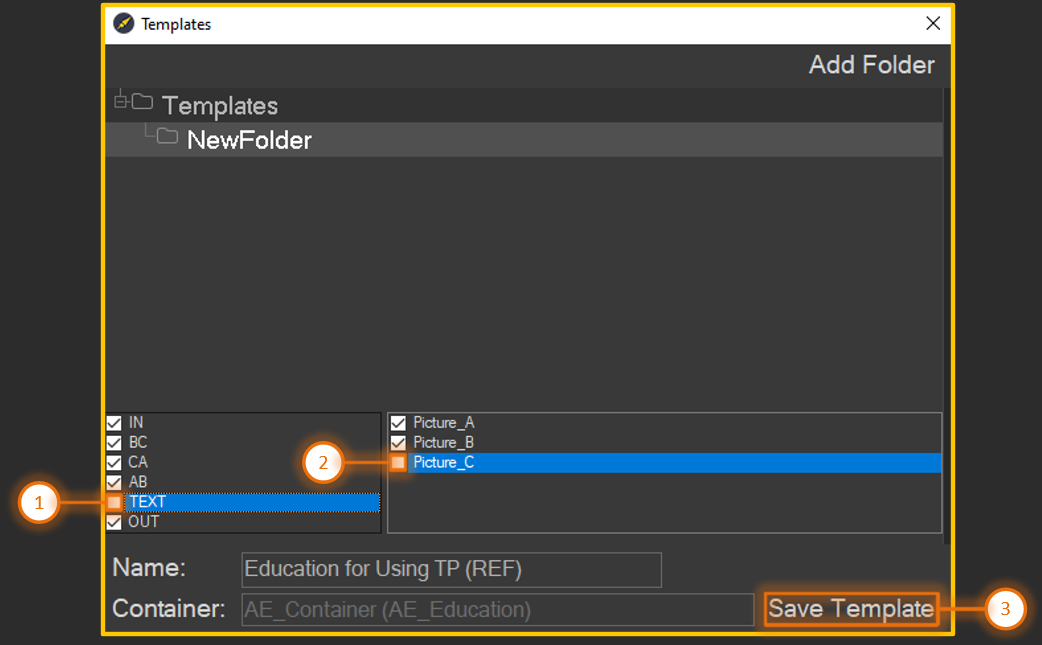 Templates
Add Folder
Templates
NewFolder
IN
BC
CA
AB
TEXT
OUT
Picture_A
Picture_B
Picture_C
1
2
Name: Education for Using TP (REF)
Container: AE_Container (AE_Education)
Save Template
3